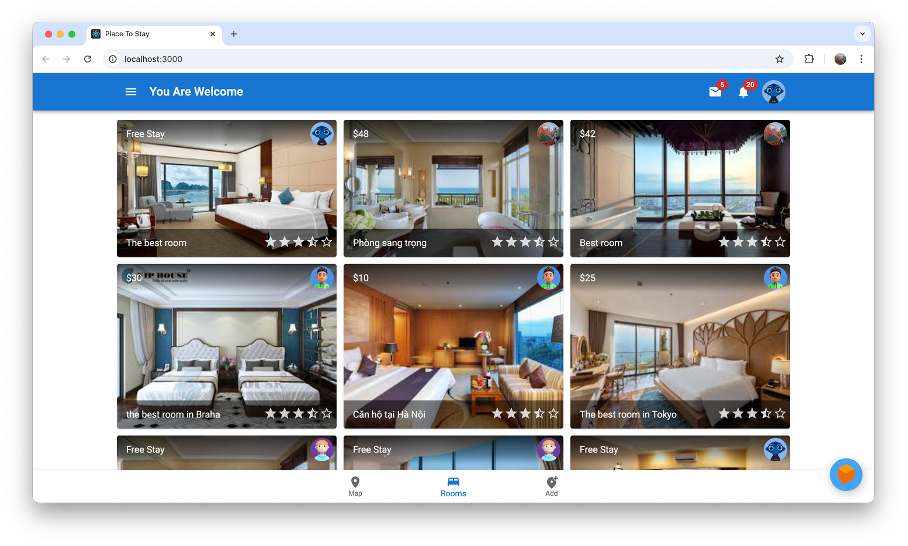 Place To Stay
localhost:3000
You Are Welcome
5
20
Free Stay
$48
$42
The best room
Phòng sang trọng
Best room
$30
IP HOUSE
$10
$25
the best room in Braha
Căn hộ tại Hà Nội
The best room in Tokyo
Free Stay
Free Stay
Free Stay
Map
Rooms
Add